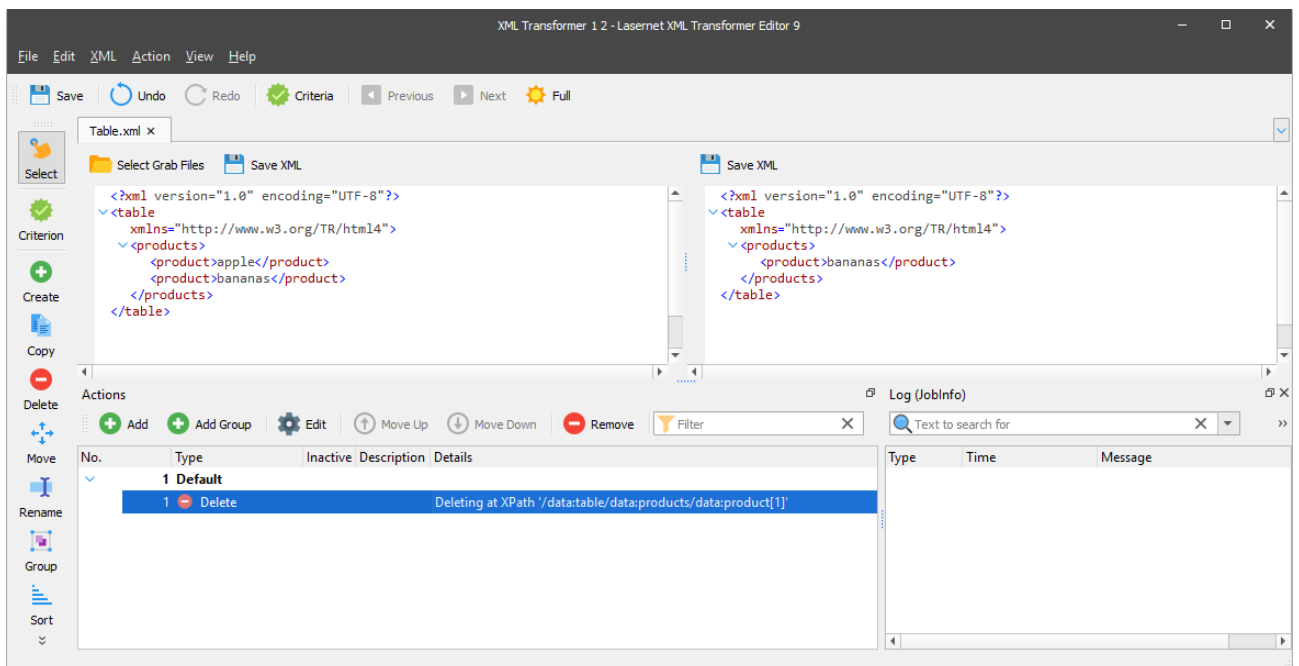 XML Transformer 1 2 - Lasernet XML Transformer Editor 9
File Edit XML Action View Help
Save Undo Redo Criteria Previous Next Full
Table.xml
Select
Criterion
Create
Copy
Delete
Move
Rename
Group
Sort
Select Grab Files Save XML
<?xml version="1.0" encoding="UTF-8"?>
<table
xmlns="http://www.w3.org/TR/html4">
<products>
<product>apple</product>
<product>bananas</product>
</products>
</table>
Save XML
<?xml version="1.0" encoding="UTF-8"?>
<table
xmlns="http://www.w3.org/TR/html4">
<products>
<product>bananas</product>
</products>
</table>
Actions
Add Add Group Edit Move Up Move Down Remove Filter
No. Type Inactive Description Details
1 Default
1 Delete Deleting at XPath '/data:table/data:products/data:product[1]'
Log (JobInfo)
Text to search for
Type Time Message